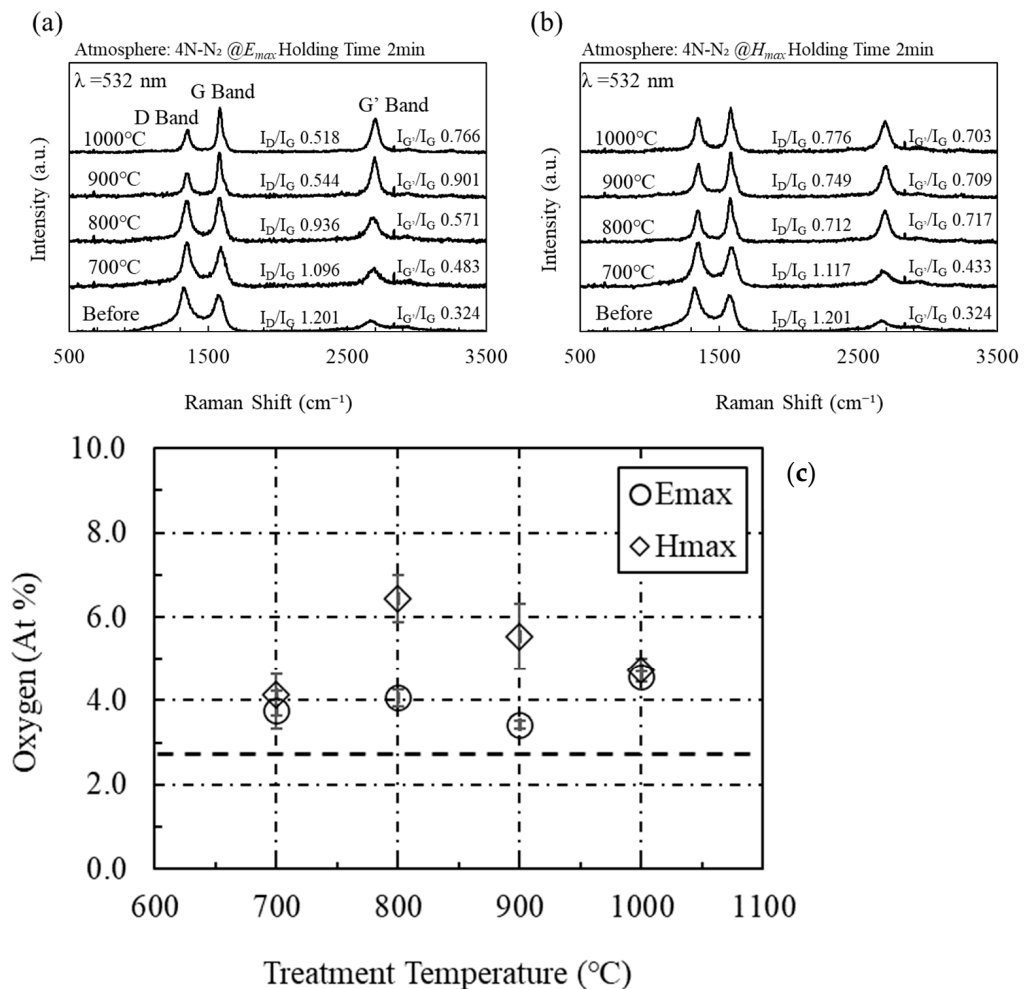 (a)
Atmosphere: 4N-N₂ @Emax Holding Time 2min
λ =532 nm
G Band
D Band
G' Band
1000°C
I_D/I_G 0.518
I_G'/I_G 0.766
900°C
I_D/I_G 0.544
I_G'/I_G 0.901
800°C
I_D/I_G 0.936
I_G'/I_G 0.571
700°C
I_D/I_G 1.096
I_G'/I_G 0.483
Before
I_D/I_G 1.201
I_G'/I_G 0.324
Intensity (a.u.)
500 1500 2500 3500
Raman Shift (cm⁻¹)
(b)
Atmosphere: 4N-N₂ @Hmax Holding Time 2min
λ =532 nm
1000°C
I_D/I_G 0.776
I_G'/I_G 0.703
900°C
I_D/I_G 0.749
I_G'/I_G 0.709
800°C
I_D/I_G 0.712
I_G'/I_G 0.717
700°C
I_D/I_G 1.117
I_G'/I_G 0.433
Before
I_D/I_G 1.201
I_G'/I_G 0.324
Intensity (a.u.)
500 1500 2500 3500
Raman Shift (cm⁻¹)
(c)
Emax
Hmax
10.0
8.0
6.0
4.0
2.0
0.0
Oxygen (At %)
600 700 800 900 1000 1100
Treatment Temperature (°C)